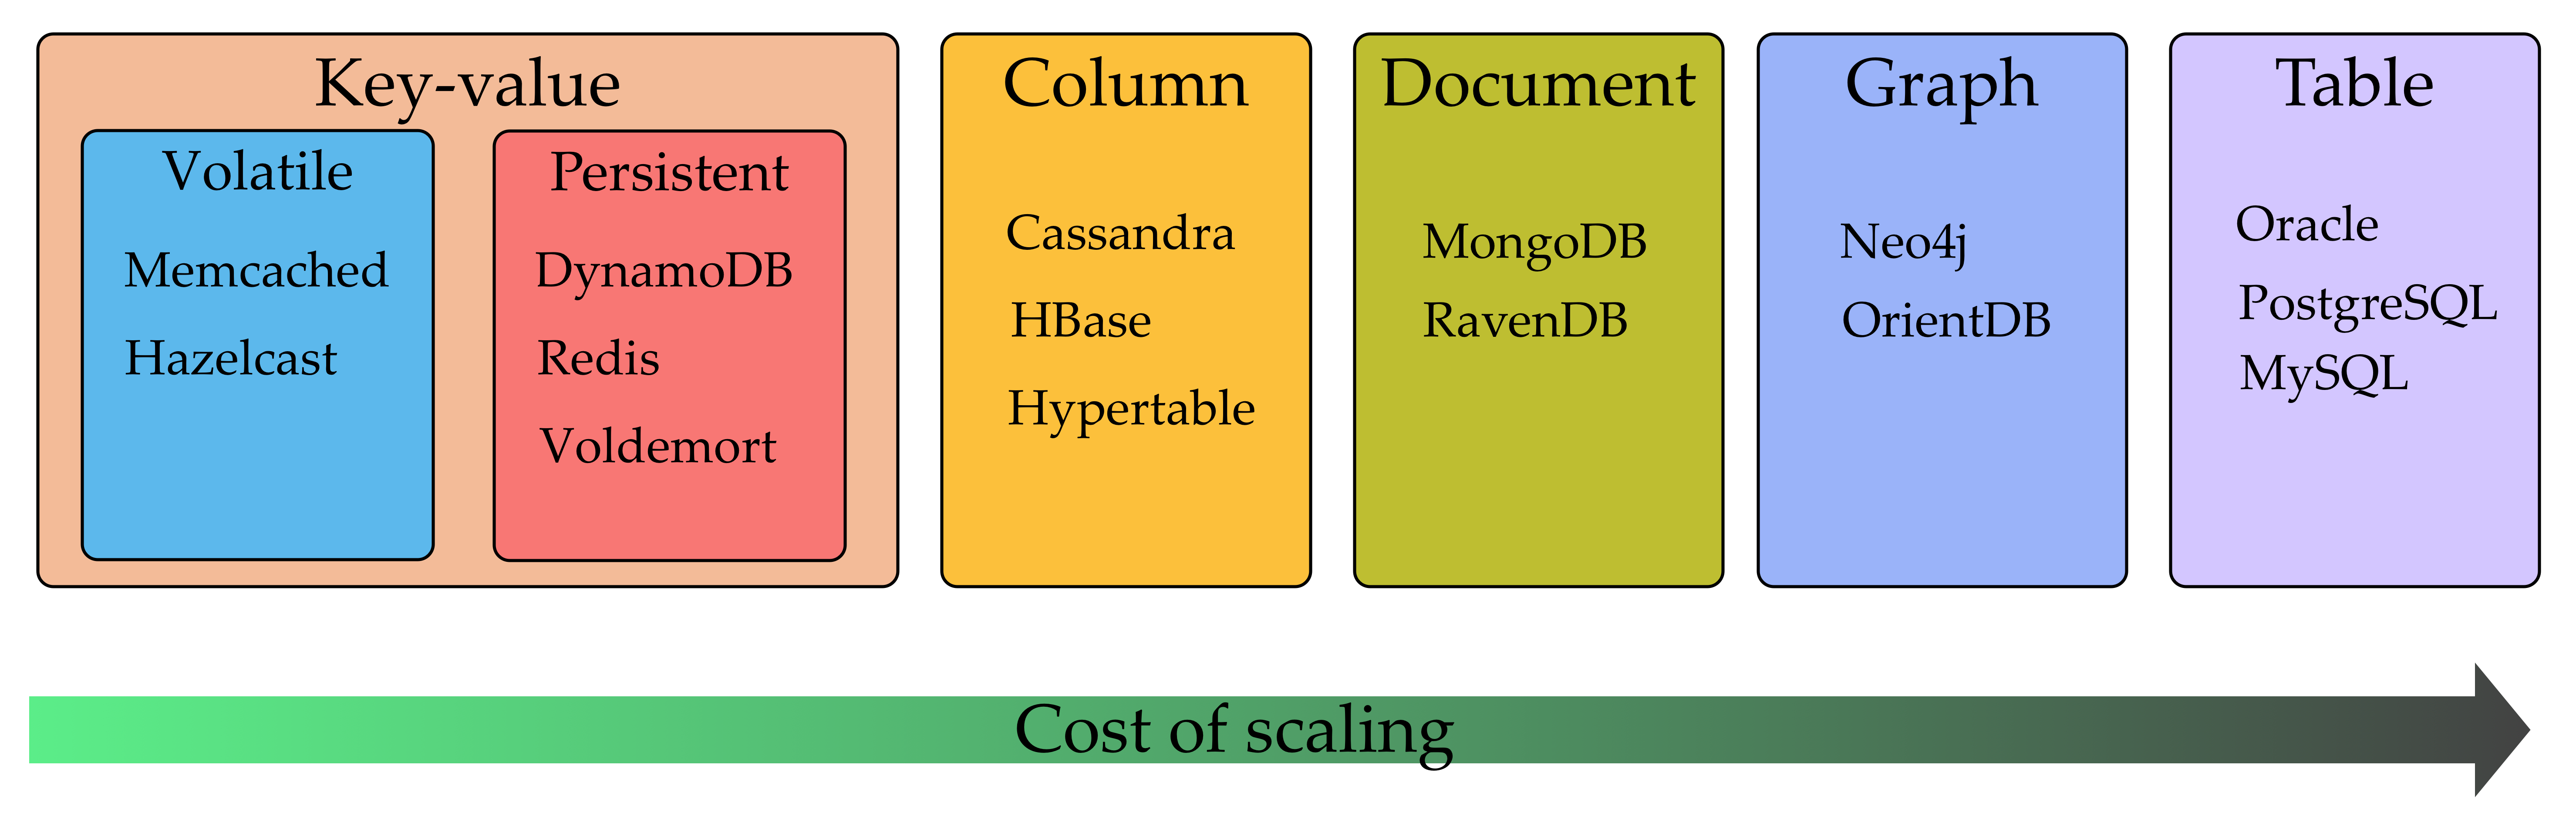 Key-value
Volatile
Memcached
Hazelcast
Persistent
DynamoDB
Redis
Voldemort
Column
Cassandra
HBase
Hypertable
Document
MongoDB
RavenDB
Graph
Neo4j
OrientDB
Table
Oracle
PostgreSQL
MySQL
Cost of scaling